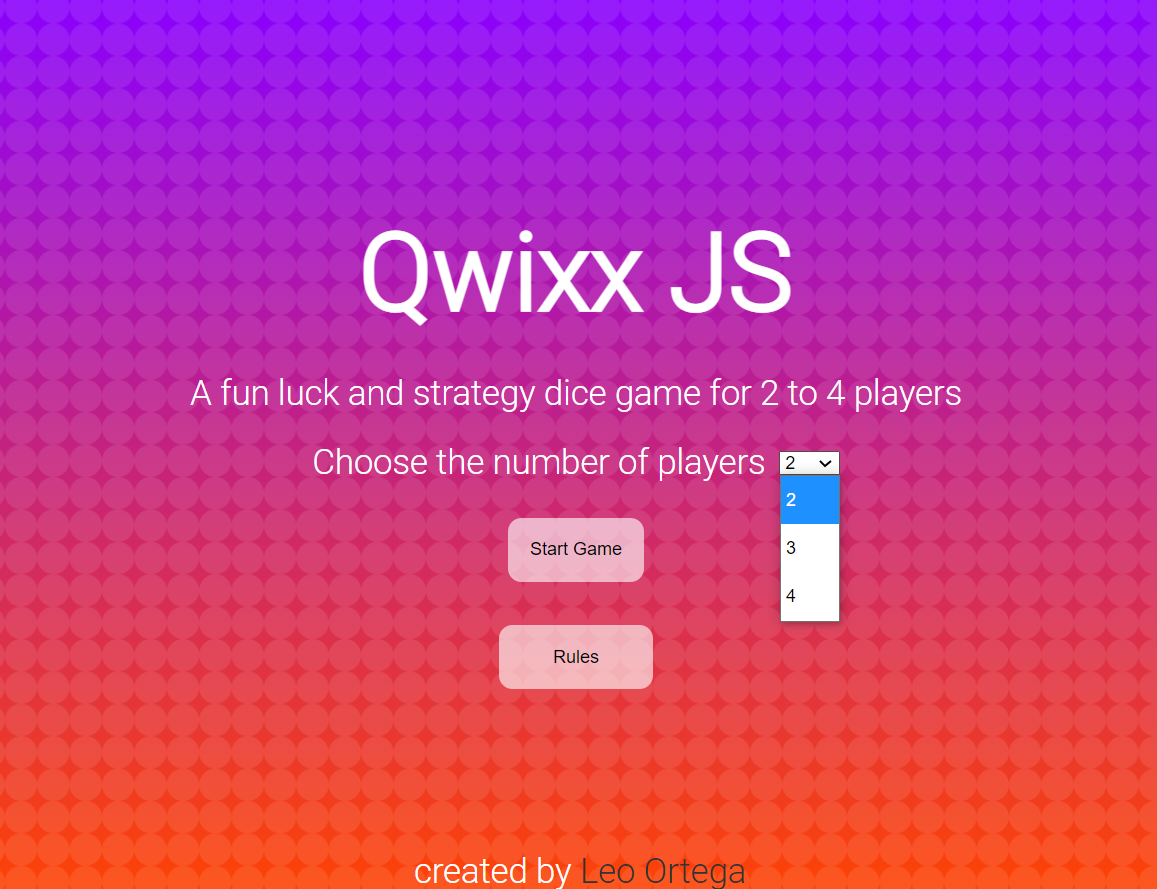 Qwixx JS
A fun luck and strategy dice game for 2 to 4 players
Choose the number of players 2
2
3
4
Start Game
Rules
created by Leo Ortega